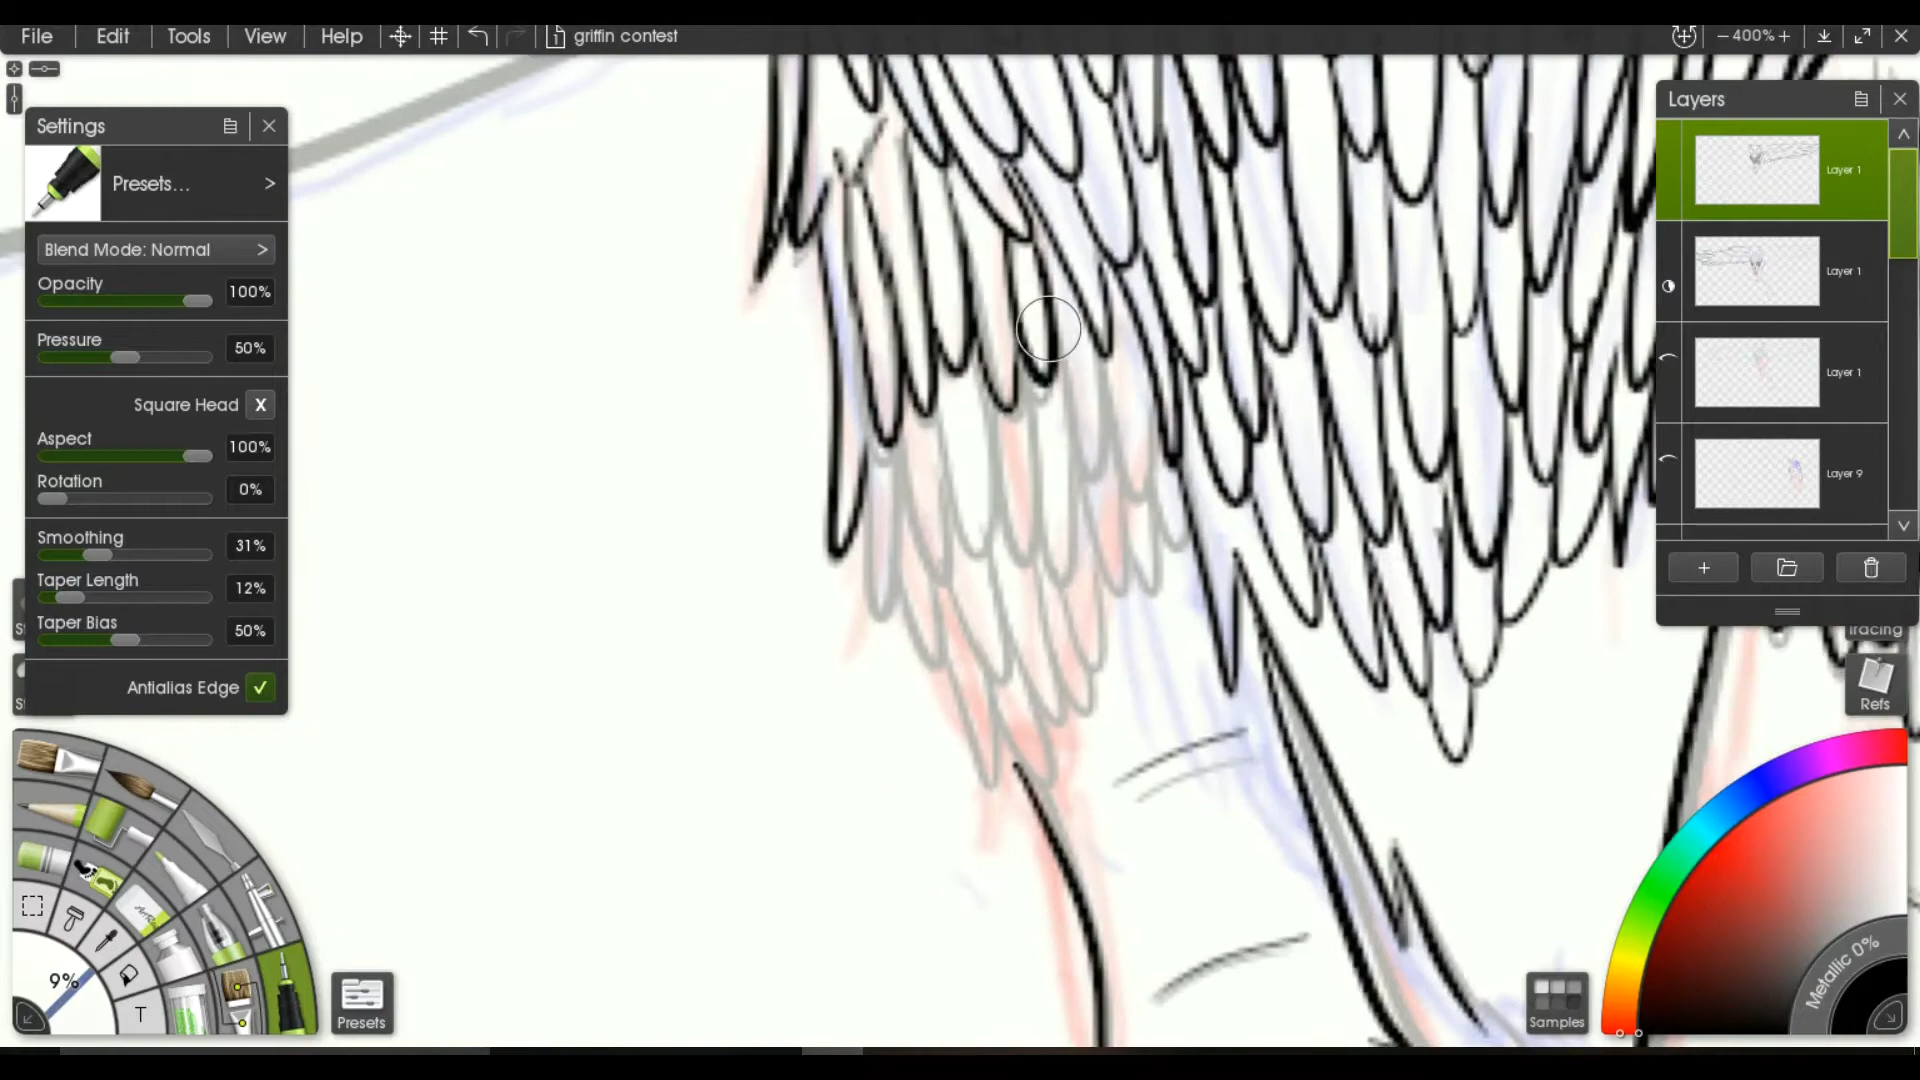 File Edit Tools View Help griffin contest −400%+
Settings
Presets...
Blend Mode: Normal
Opacity 100%
Pressure 50%
Square Head X
Aspect 100%
Rotation 0%
Smoothing 31%
Taper Length 12%
Taper Bias 50%
Antialias Edge
9%
T
Presets
Layers
Layer 1
Layer 1
Layer 1
Layer 9
Tracing
Refs
Metallic 0%
Samples